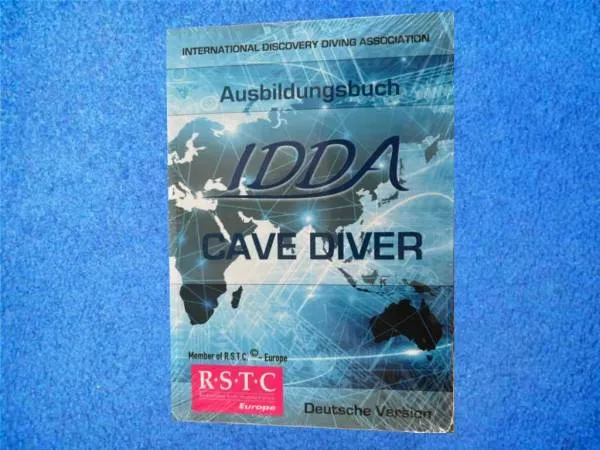 INTERNATIONAL DISCOVERY DIVING ASSOCIATION
Ausbildungsbuch
IDDA
CAVE DIVER
Member of R.S.T.C. © – Europe
R·S·T·C
Europe
Deutsche Version